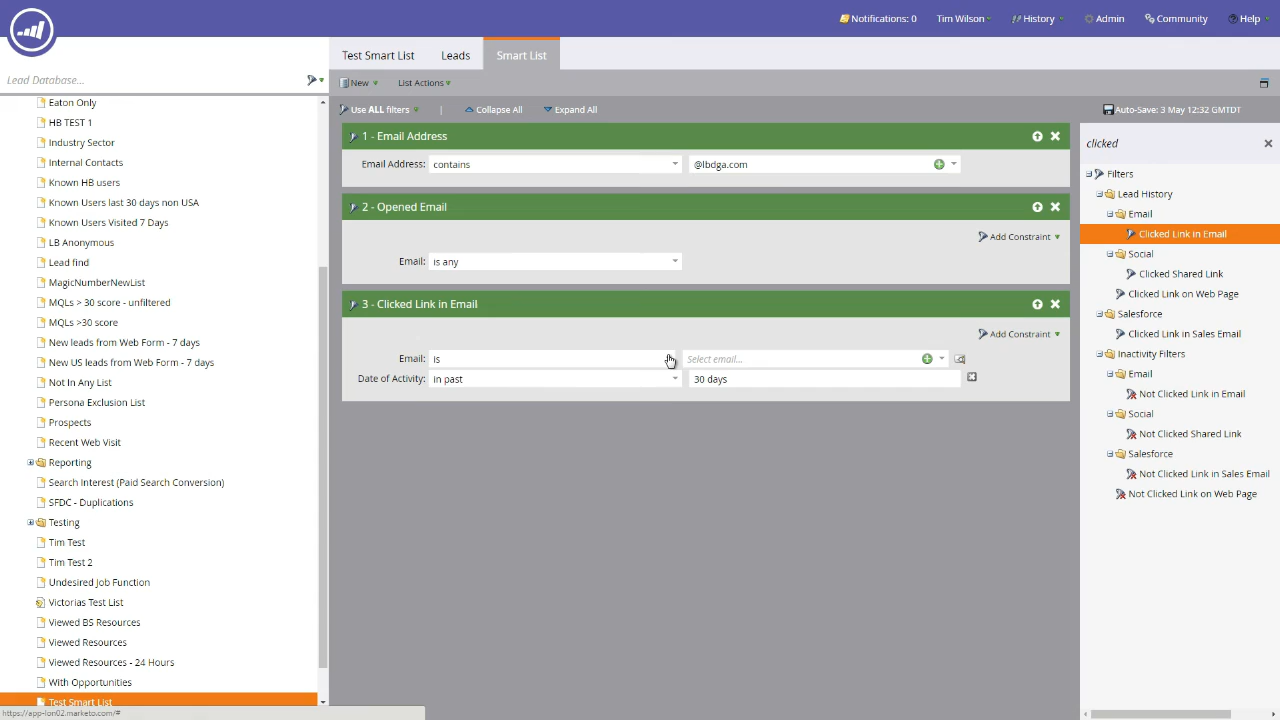 Notifications: 0
Tim Wilson
History
Admin
Community
Help
Lead Database...
Test Smart List
Leads
Smart List
New
List Actions
Use ALL filters
|
Collapse All
Expand All
Auto-Save: 3 May 12:32 GMTDT
Eaton Only
HB TEST 1
Industry Sector
Internal Contacts
Known HB users
Known Users last 30 days non USA
Known Users Visited 7 Days
LB Anonymous
Lead find
MagicNumberNewList
MQLs > 30 score - unfiltered
MQLs >30 score
New leads from Web Form - 7 days
New US leads from Web Form - 7 days
Not In Any List
Persona Exclusion List
Prospects
Recent Web Visit
Reporting
Search Interest (Paid Search Conversion)
SFDC - Duplications
Testing
Tim Test
Tim Test 2
Undesired Job Function
Victorias Test List
Viewed BS Resources
Viewed Resources
Viewed Resources - 24 Hours
With Opportunities
Test Smart List
https://app-lon02.marketo.com/#
1 - Email Address
Email Address: contains @lbdga.com
2 - Opened Email
Add Constraint
Email: is any
3 - Clicked Link in Email
Add Constraint
Email: is Select email...
Date of Activity: in past 30 days
clicked
Filters
Lead History
Email
Clicked Link in Email
Social
Clicked Shared Link
Clicked Link on Web Page
Salesforce
Clicked Link in Sales Email
Inactivity Filters
Email
Not Clicked Link in Email
Social
Not Clicked Shared Link
Salesforce
Not Clicked Link in Sales Email
Not Clicked Link on Web Page